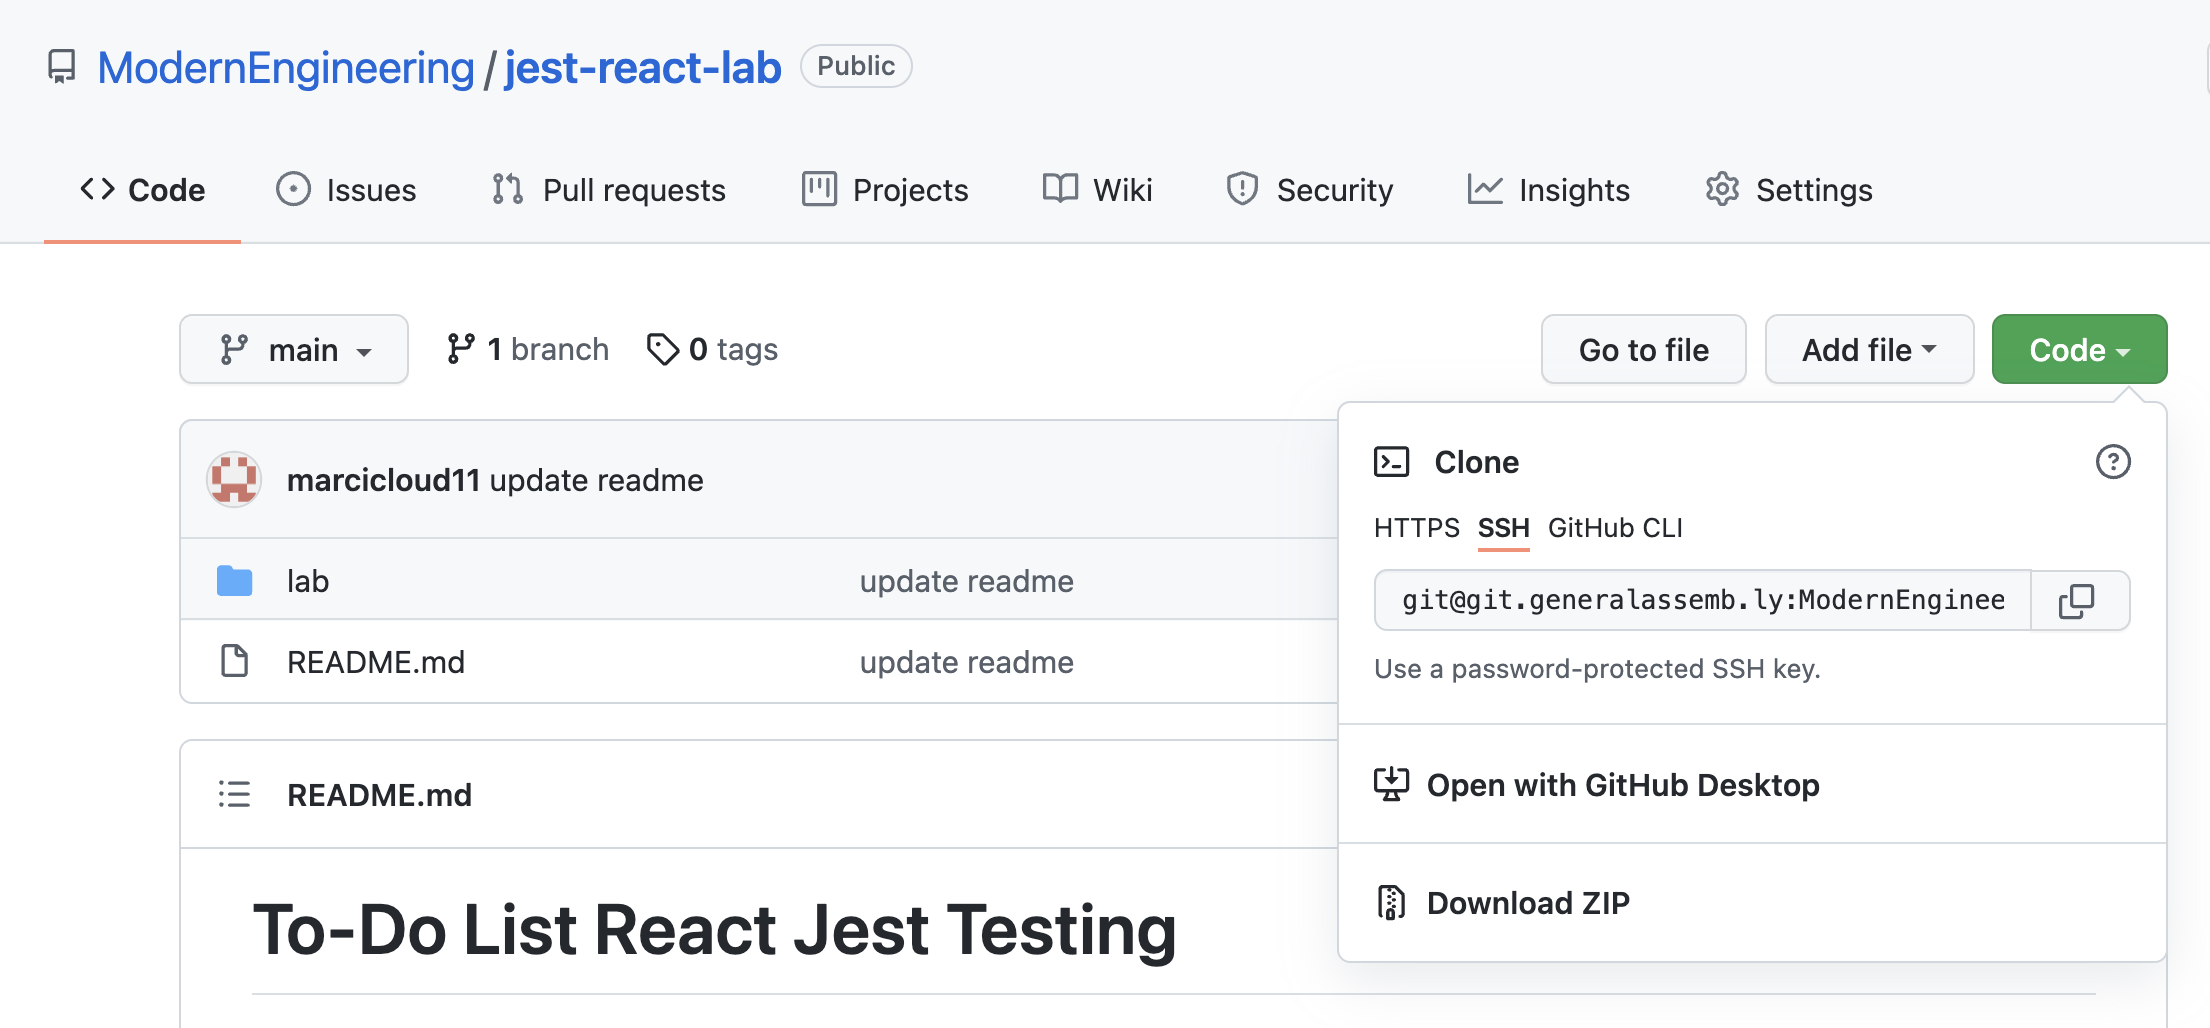 ModernEngineering / jest-react-lab Public
Code Issues Pull requests Projects Wiki Security Insights Settings
main 1 branch 0 tags Go to file Add file Code
marcicloud11 update readme
lab update readme
README.md update readme
README.md
To-Do List React Jest Testing
Clone
HTTPS SSH GitHub CLI
git@git.generalassemb.ly:ModernEnginee
Use a password-protected SSH key.
Open with GitHub Desktop
Download ZIP